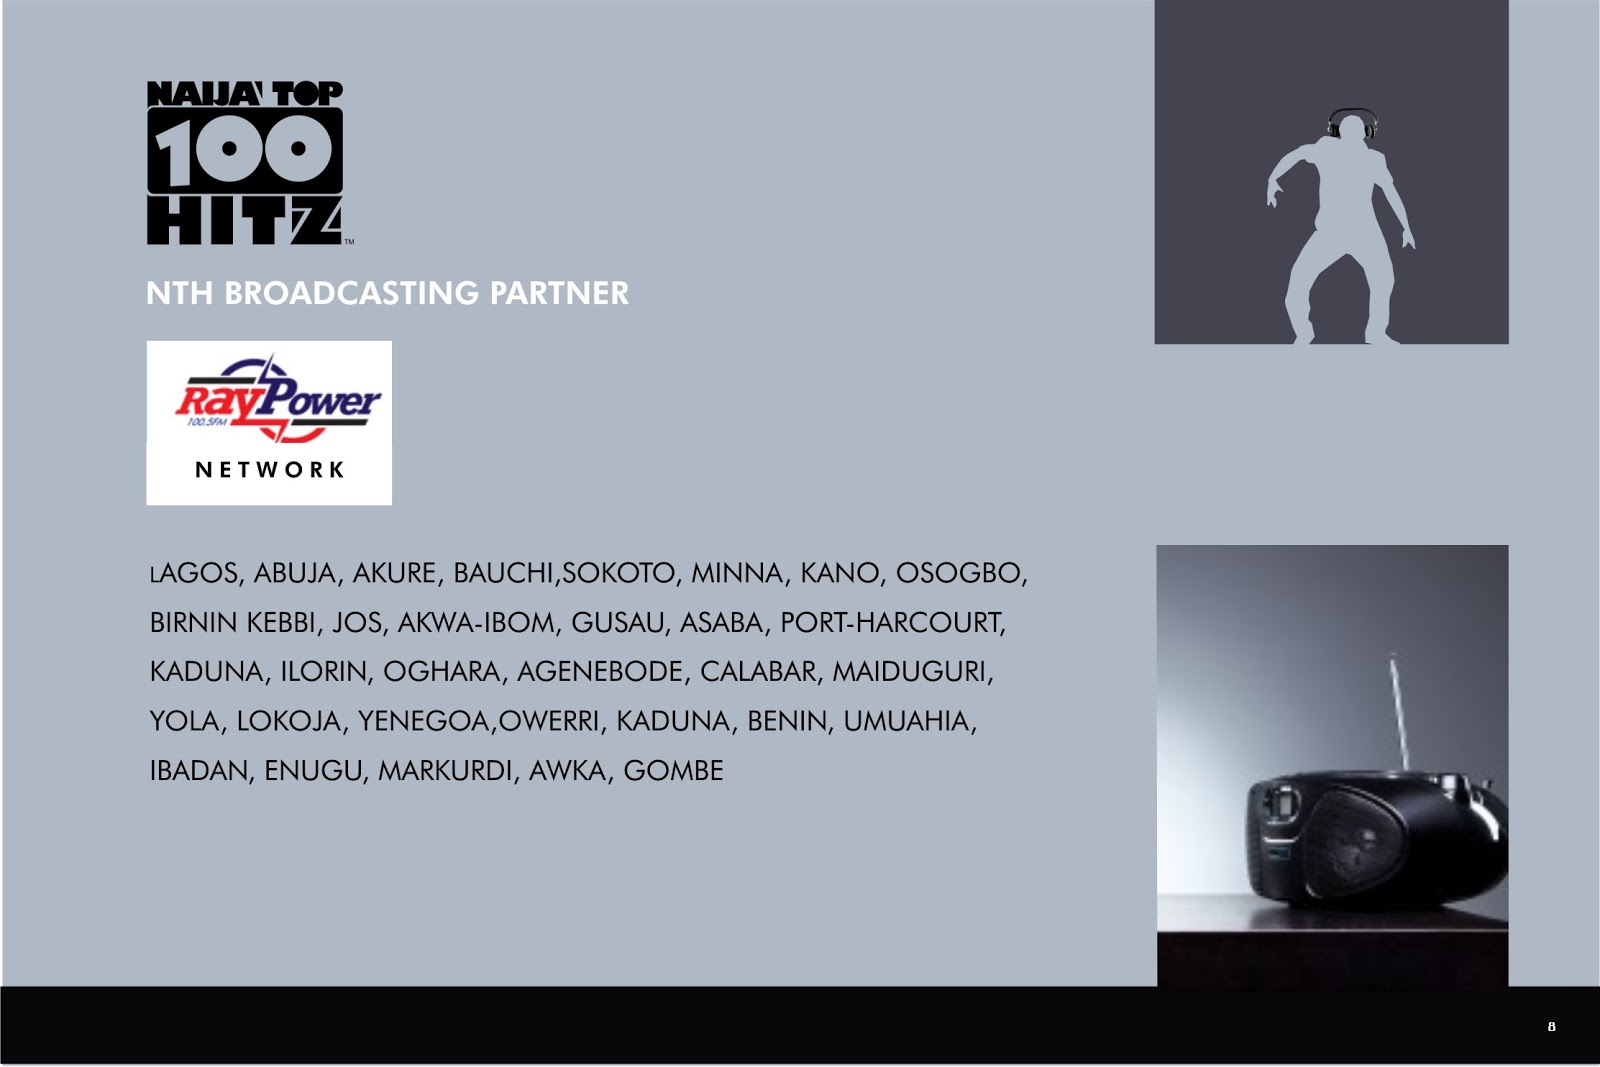 NAIJA' TOP
100
HITZ™
NTH BROADCASTING PARTNER
RayPower
100.5FM
NETWORK
LAGOS, ABUJA, AKURE, BAUCHI,SOKOTO, MINNA, KANO, OSOGBO,
BIRNIN KEBBI, JOS, AKWA-IBOM, GUSAU, ASABA, PORT-HARCOURT,
KADUNA, ILORIN, OGHARA, AGENEBODE, CALABAR, MAIDUGURI,
YOLA, LOKOJA, YENEGOA,OWERRI, KADUNA, BENIN, UMUAHIA,
IBADAN, ENUGU, MARKURDI, AWKA, GOMBE
8